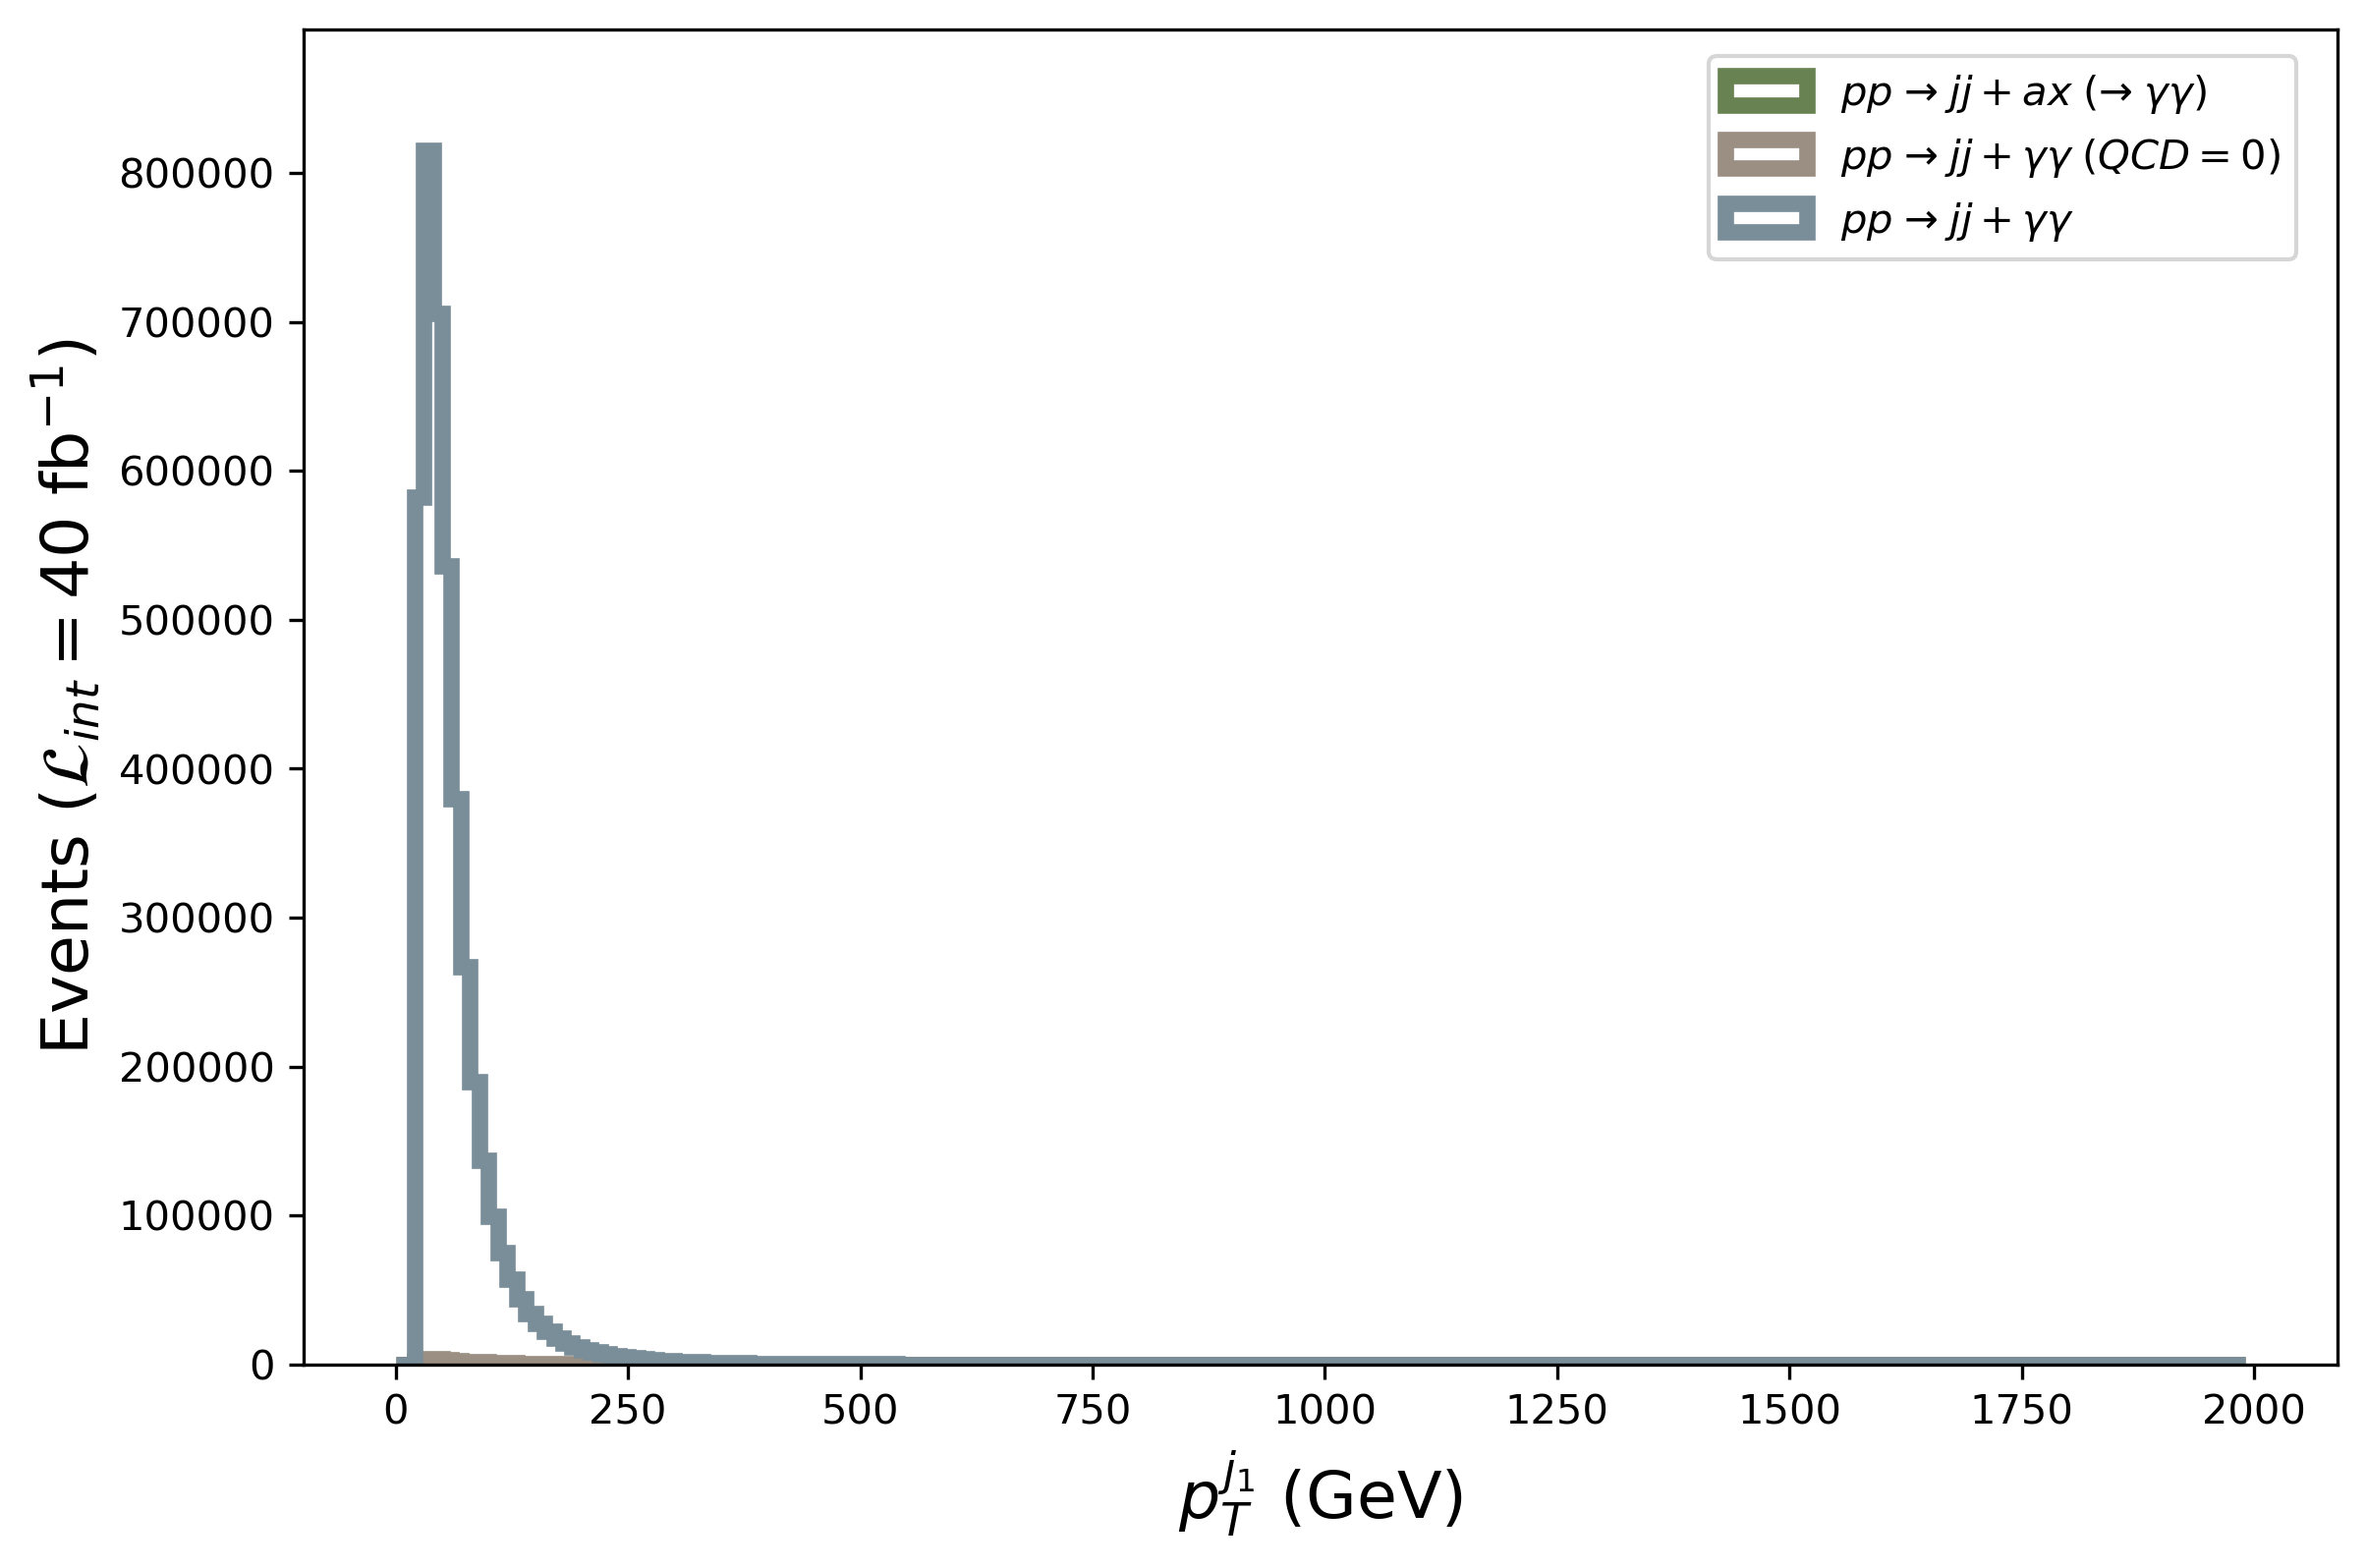 pp → jj + ax (→ γγ)
pp → jj + γγ (QCD = 0)
pp → jj + γγ
Events (ℒ_int = 40 fb⁻¹)
800000
700000
600000
500000
400000
300000
200000
100000
0
0 250 500 750 1000 1250 1500 1750 2000
p_T^{j_1} (GeV)